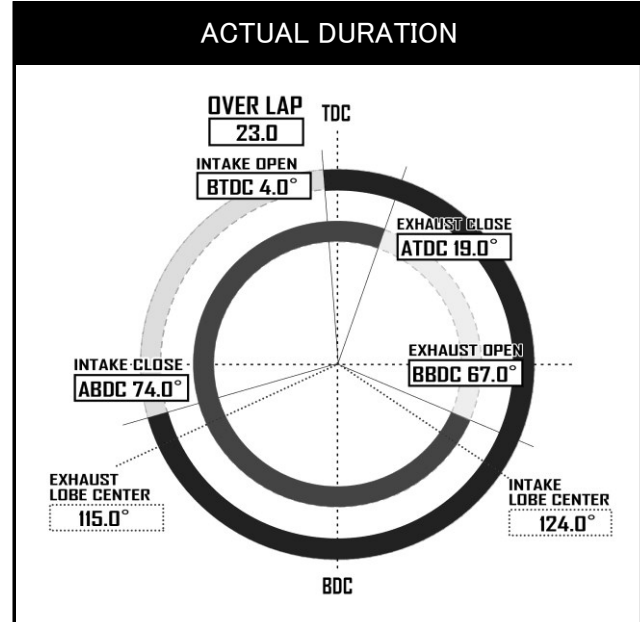 ACTUAL DURATION
OVER LAP
23.0
TDC
INTAKE OPEN
BTDC 4.0°
EXHAUST CLOSE
ATDC 19.0°
INTAKE CLOSE
ABDC 74.0°
EXHAUST OPEN
BBDC 67.0°
EXHAUST
LOBE CENTER
115.0°
INTAKE
LOBE CENTER
124.0°
BDC